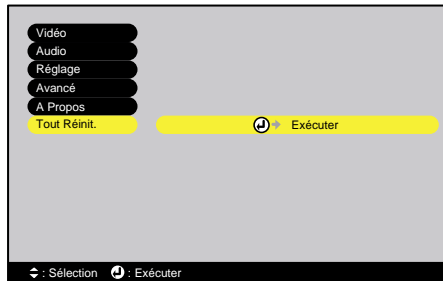 Vidéo
Audio
Réglage
Avancé
A Propos
Tout Réinit. Exécuter
: Sélection : Exécuter